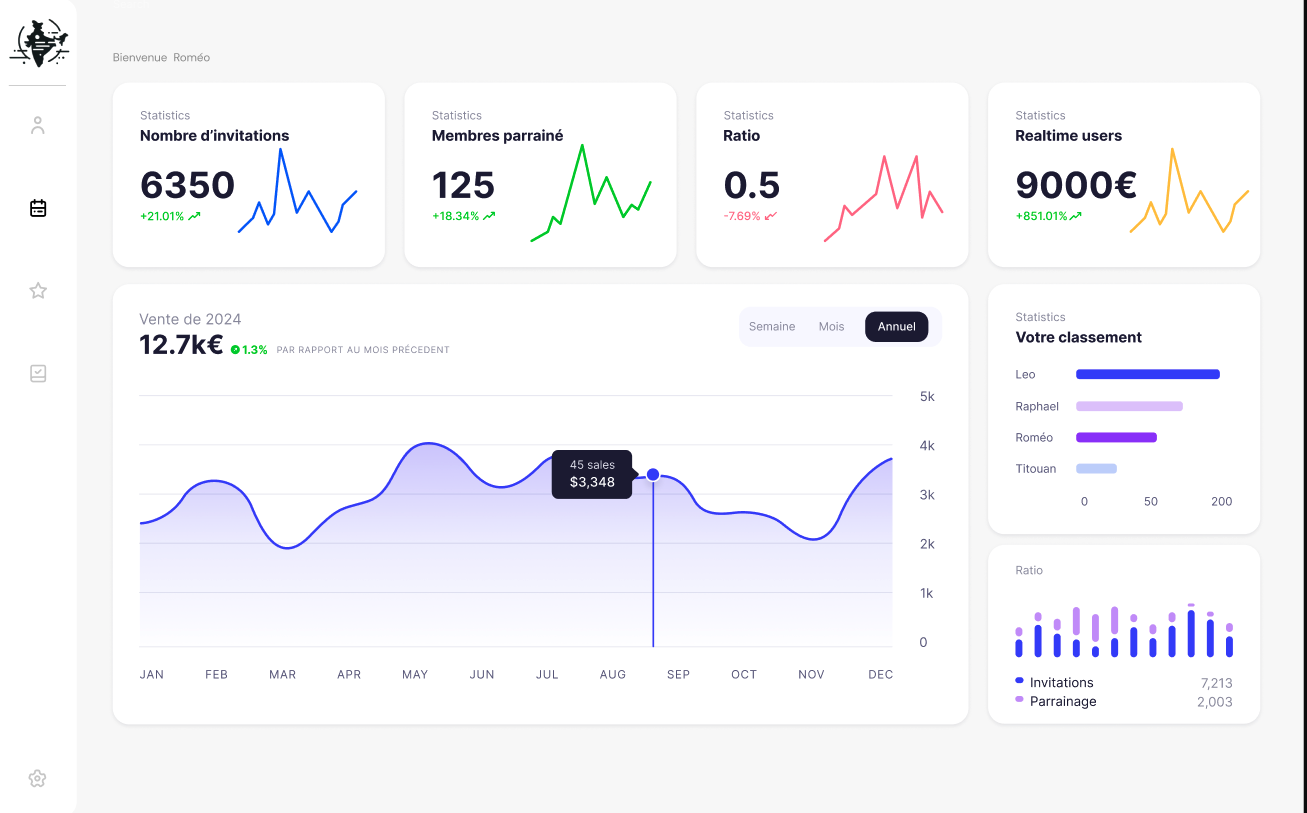 Bienvenue Roméo
Statistics
Nombre d’invitations
6350
+21.01%
Statistics
Membres parrainé
125
+18.34%
Statistics
Ratio
0.5
-7.69%
Statistics
Realtime users
9000€
+851.01%
Vente de 2024
12.7k€ 1.3% PAR RAPPORT AU MOIS PRÉCEDENT
Semaine Mois Annuel
5k
4k
3k
2k
1k
0
45 sales
$3,348
JAN FEB MAR APR MAY JUN JUL AUG SEP OCT NOV DEC
Statistics
Votre classement
Leo
Raphael
Roméo
Titouan
0 50 200
Ratio
Invitations 7,213
Parrainage 2,003